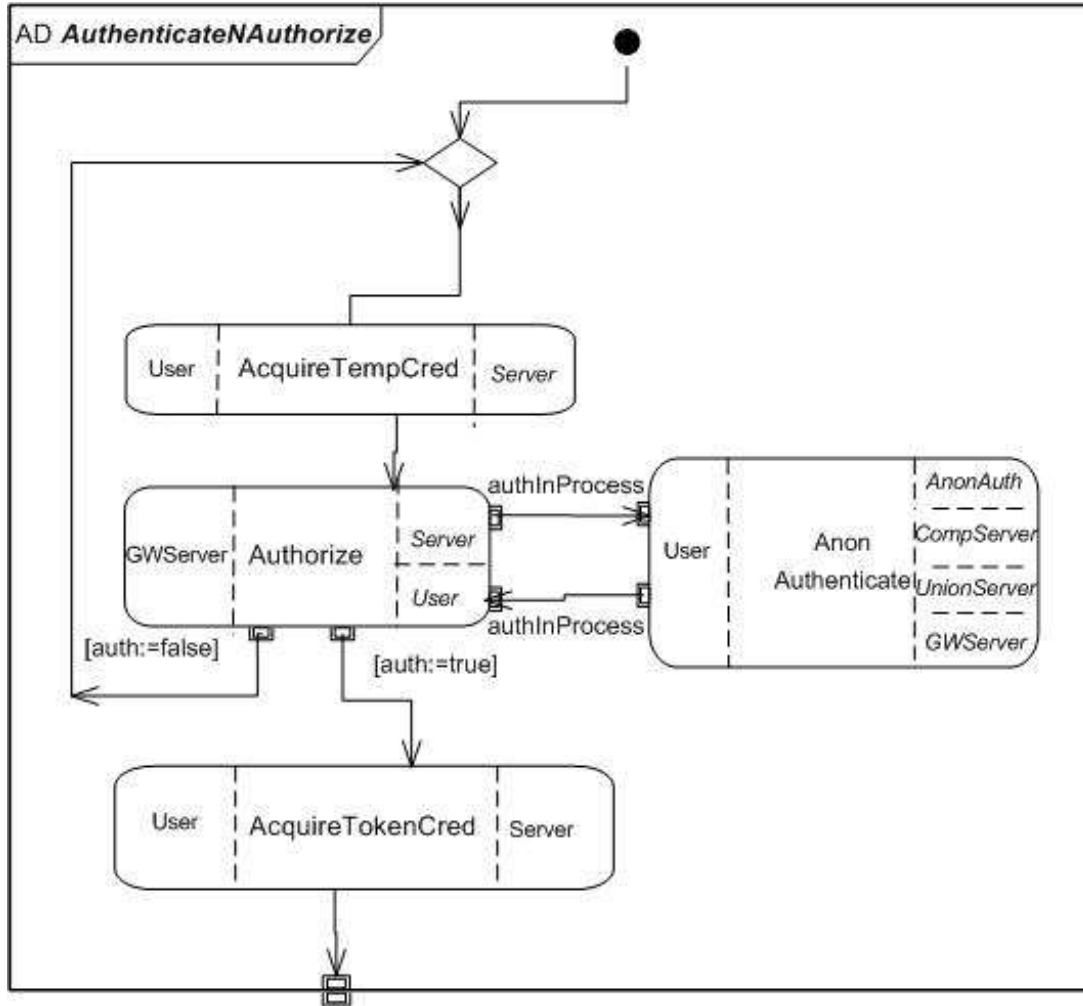 AD AuthenticateNAuthorize
User
AcquireTempCred
Server
GWServer
Authorize
Server
User
authInProcess
authInProcess
User
Anon
Authenticate
AnonAuth
CompServer
UnionServer
GWServer
[auth:=false]
[auth:=true]
User
AcquireTokenCred
Server